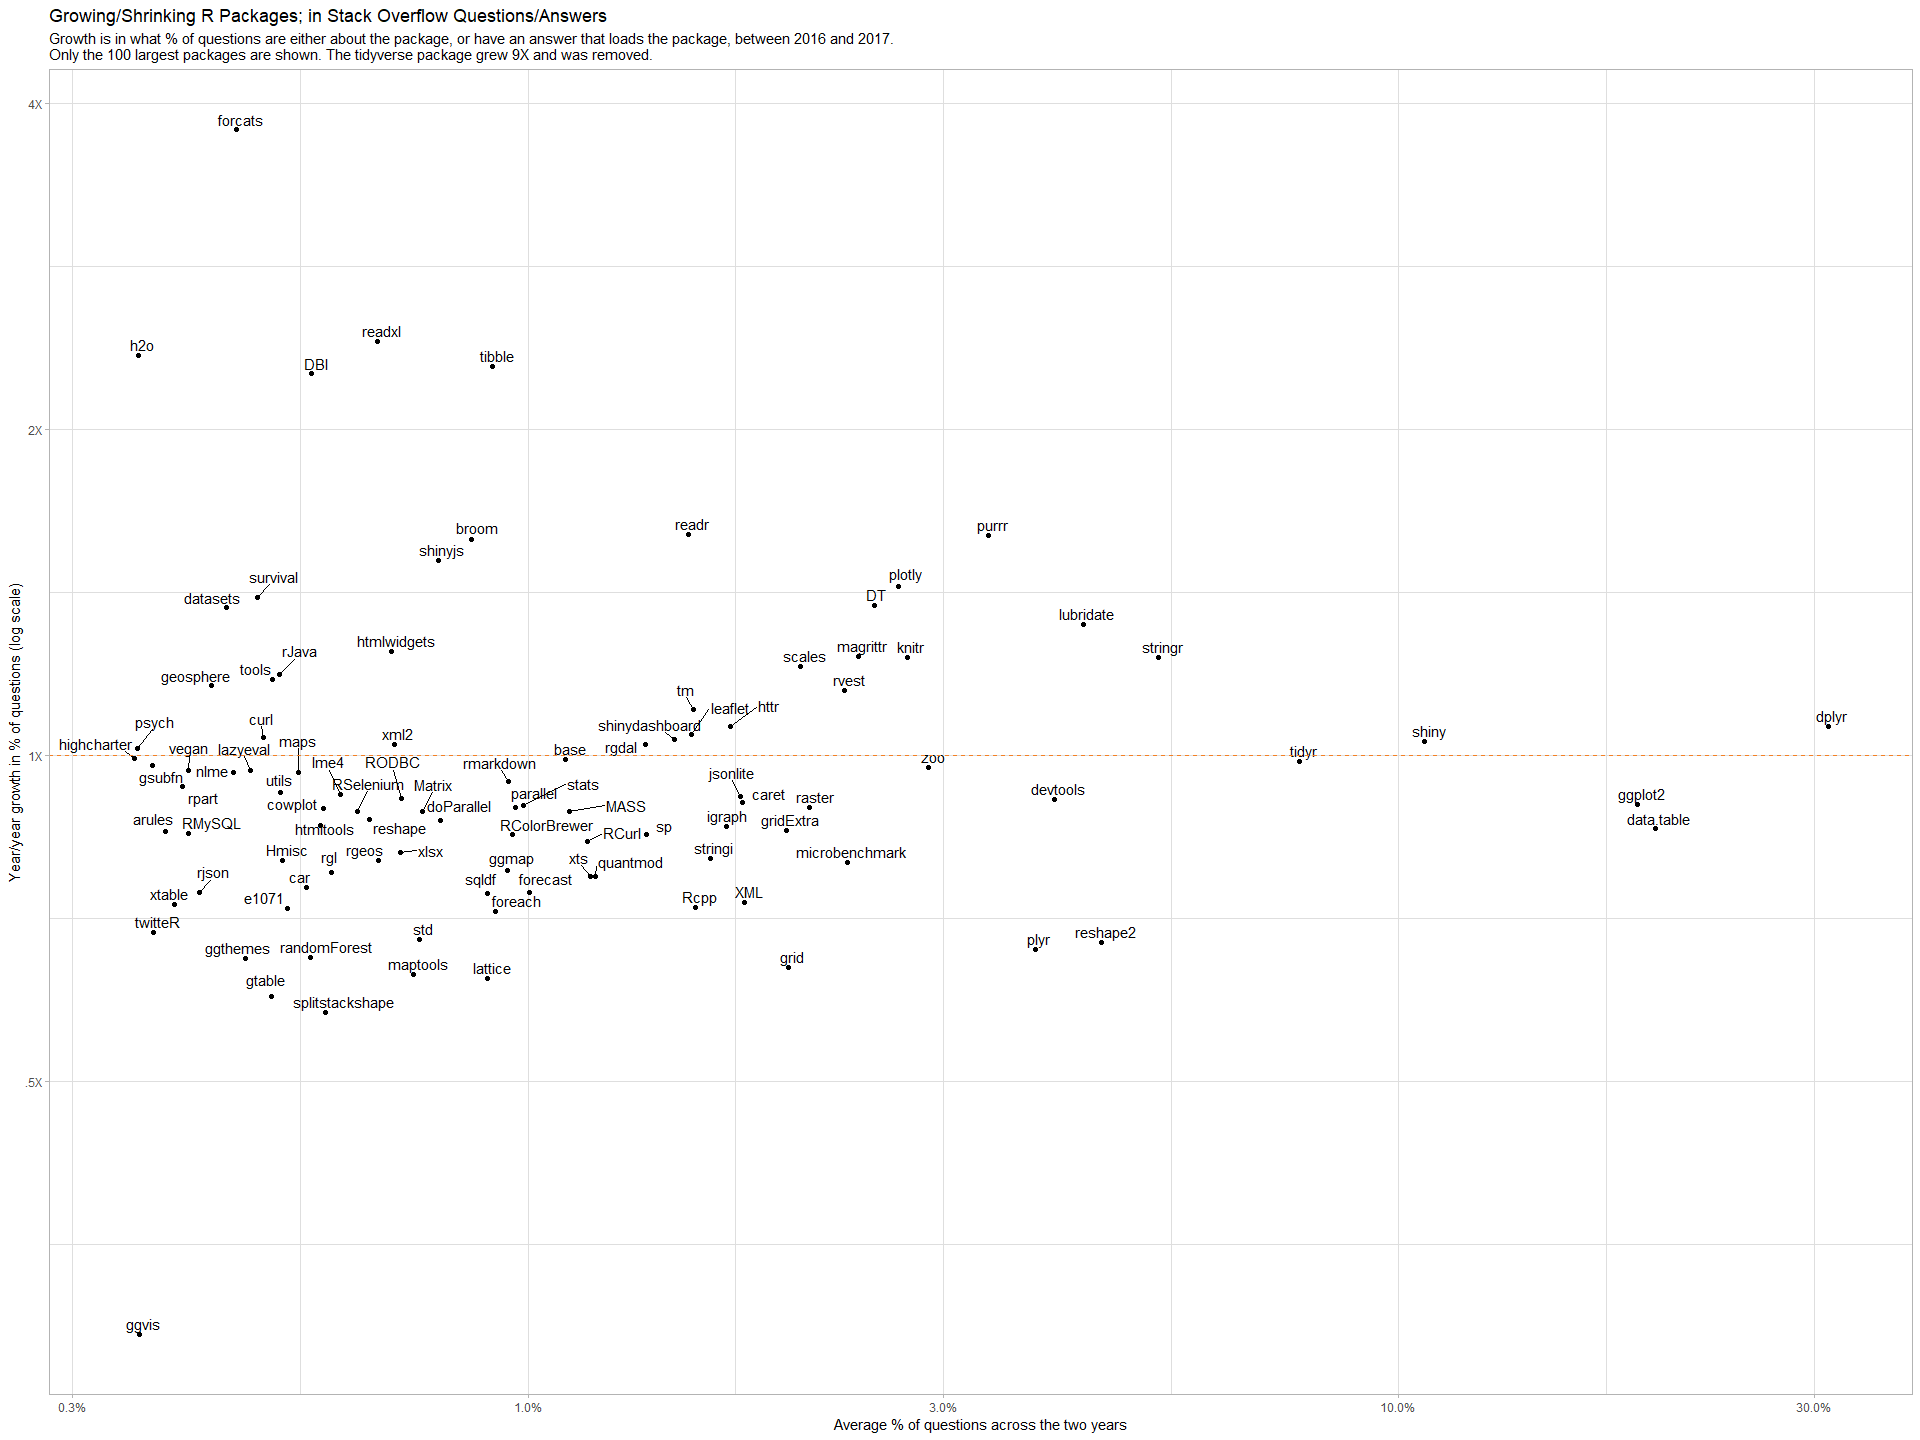 Growing/Shrinking R Packages; in Stack Overflow Questions/Answers
Growth is in what % of questions are either about the package, or have an answer that loads the package, between 2016 and 2017.
Only the 100 largest packages are shown. The tidyverse package grew 9X and was removed.
4X
forcats
readxl
h2o
tibble
DBI
2X
purrr
readr
broom
shinyjs
plotly
survival
DT
datasets
lubridate
htmlwidgets
magrittr
knitr
stringr
rJava
scales
tools
geosphere
rvest
tm
httr
leaflet
dplyr
curl
psych
shinydashboard
shiny
xml2
maps
highcharter
rgdal
vegan
lazyeval
base
tidyr
1X
zoo
lme4
RODBC
rmarkdown
nlme
jsonlite
gsubfn
utils
RSelenium
Matrix
stats
devtools
parallel
caret
ggplot2
raster
rpart
cowplot
doParallel
MASS
igraph
arules
data.table
gridExtra
RMySQL
RColorBrewer
sp
htmltools
reshape
RCurl
stringi
Hmisc
rgeos
xlsx
microbenchmark
rgl
ggmap
xts
quantmod
rjson
car
sqldf
forecast
XML
xtable
e1071
Rcpp
foreach
twitteR
std
reshape2
plyr
ggthemes
randomForest
grid
maptools
lattice
gtable
splitstackshape
.5X
ggvis
Year/year growth in % of questions (log scale)
0.3%
1.0%
3.0%
10.0%
30.0%
Average % of questions across the two years